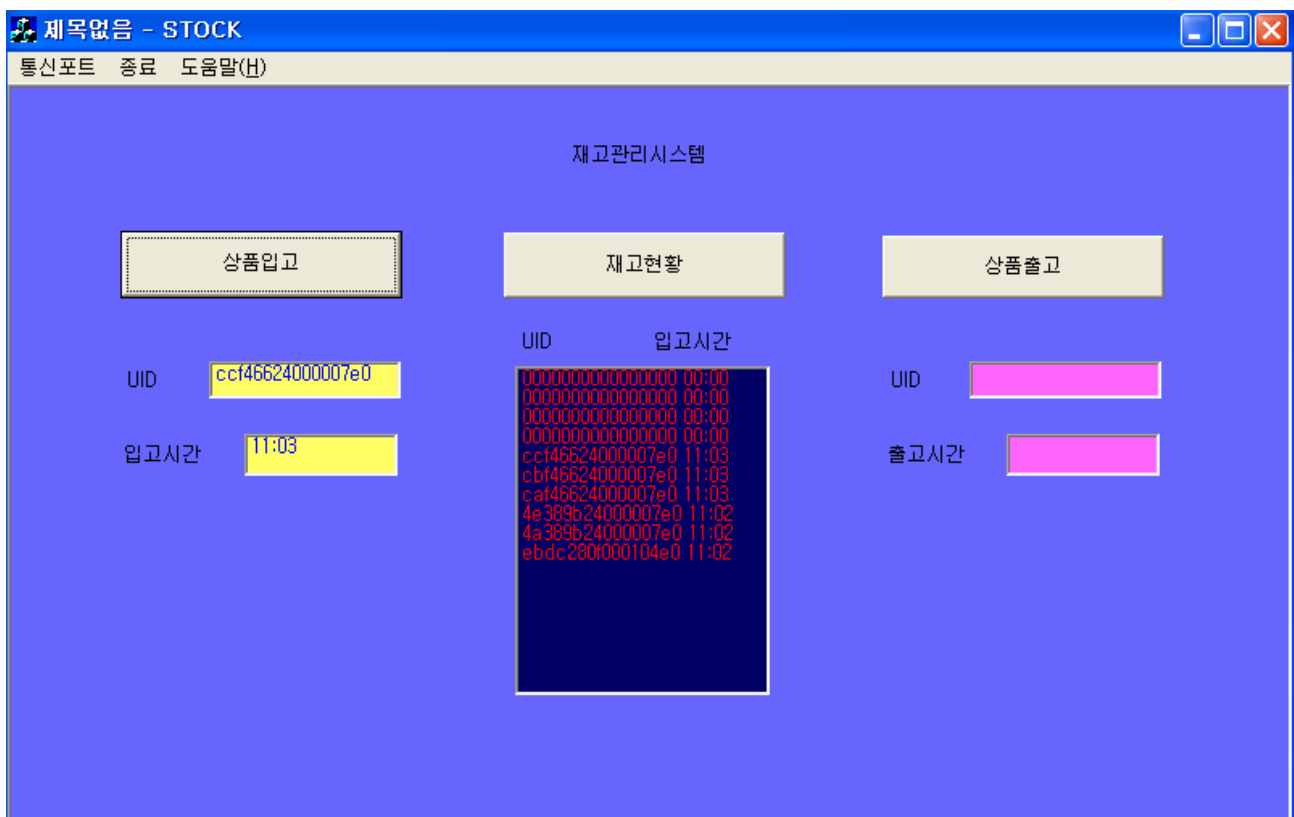 제목없음 - STOCK
통신포트 종료 도움말(H)
재고관리시스템
상품입고
재고현황
상품출고
UID 입고시간
UID ccf46624000007e0
입고시간 11:03
0000000000000000 00:00
0000000000000000 00:00
0000000000000000 00:00
0000000000000000 00:00
ccf46624000007e0 11:03
cbf46624000007e0 11:03
caf46624000007e0 11:03
4e389b24000007e0 11:02
4a389b24000007e0 11:02
ebdc280f000104e0 11:02
UID
출고시간